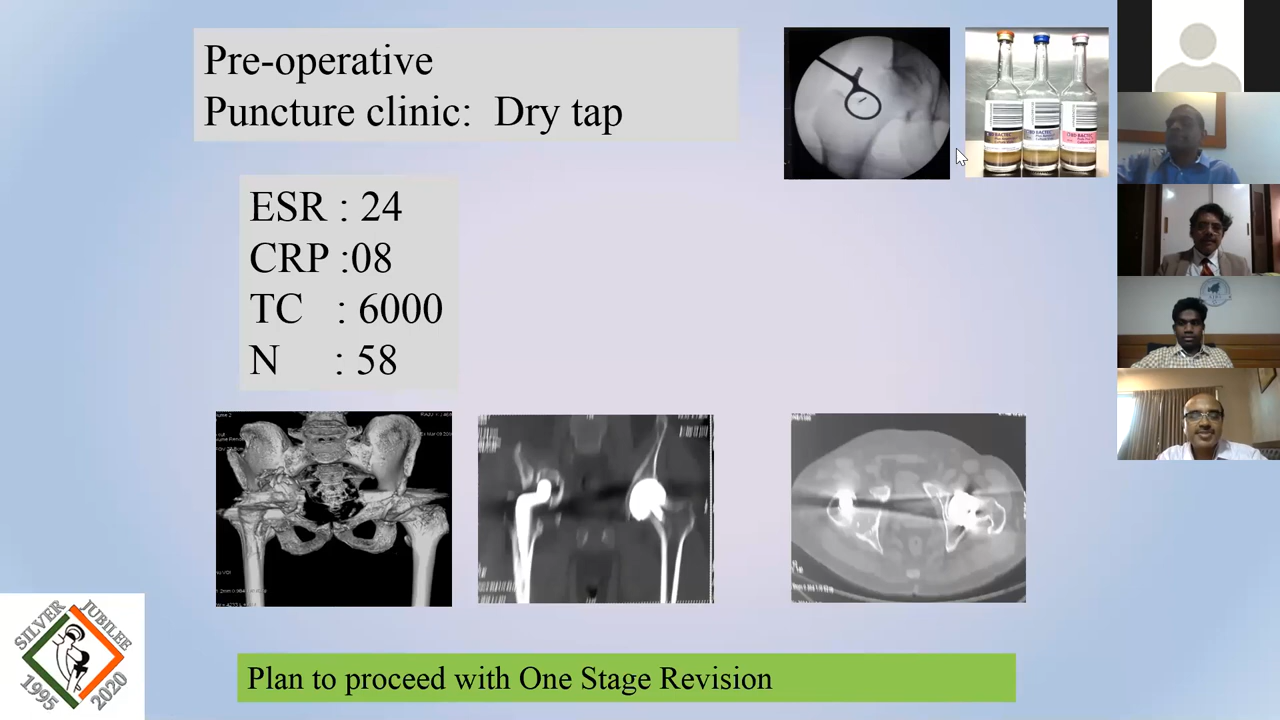 Pre-operative
Puncture clinic: Dry tap
ESR : 24
CRP :08
TC : 6000
N : 58
Plan to proceed with One Stage Revision
SILVER JUBILEE
1995 2020